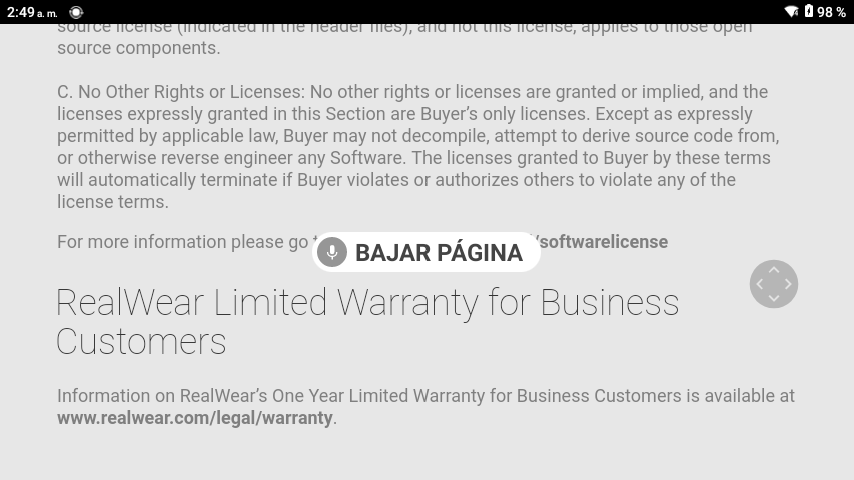 2:49 a. m.
98 %
source license (indicated in the header files), and not this license, applies to those open
source components.
C. No Other Rights or Licenses: No other rights or licenses are granted or implied, and the
licenses expressly granted in this Section are Buyer’s only licenses. Except as expressly
permitted by applicable law, Buyer may not decompile, attempt to derive source code from,
or otherwise reverse engineer any Software. The licenses granted to Buyer by these terms
will automatically terminate if Buyer violates or authorizes others to violate any of the
license terms.
For more information please go /softwarelicense
BAJAR PÁGINA
RealWear Limited Warranty for Business
Customers
Information on RealWear’s One Year Limited Warranty for Business Customers is available at
www.realwear.com/legal/warranty.